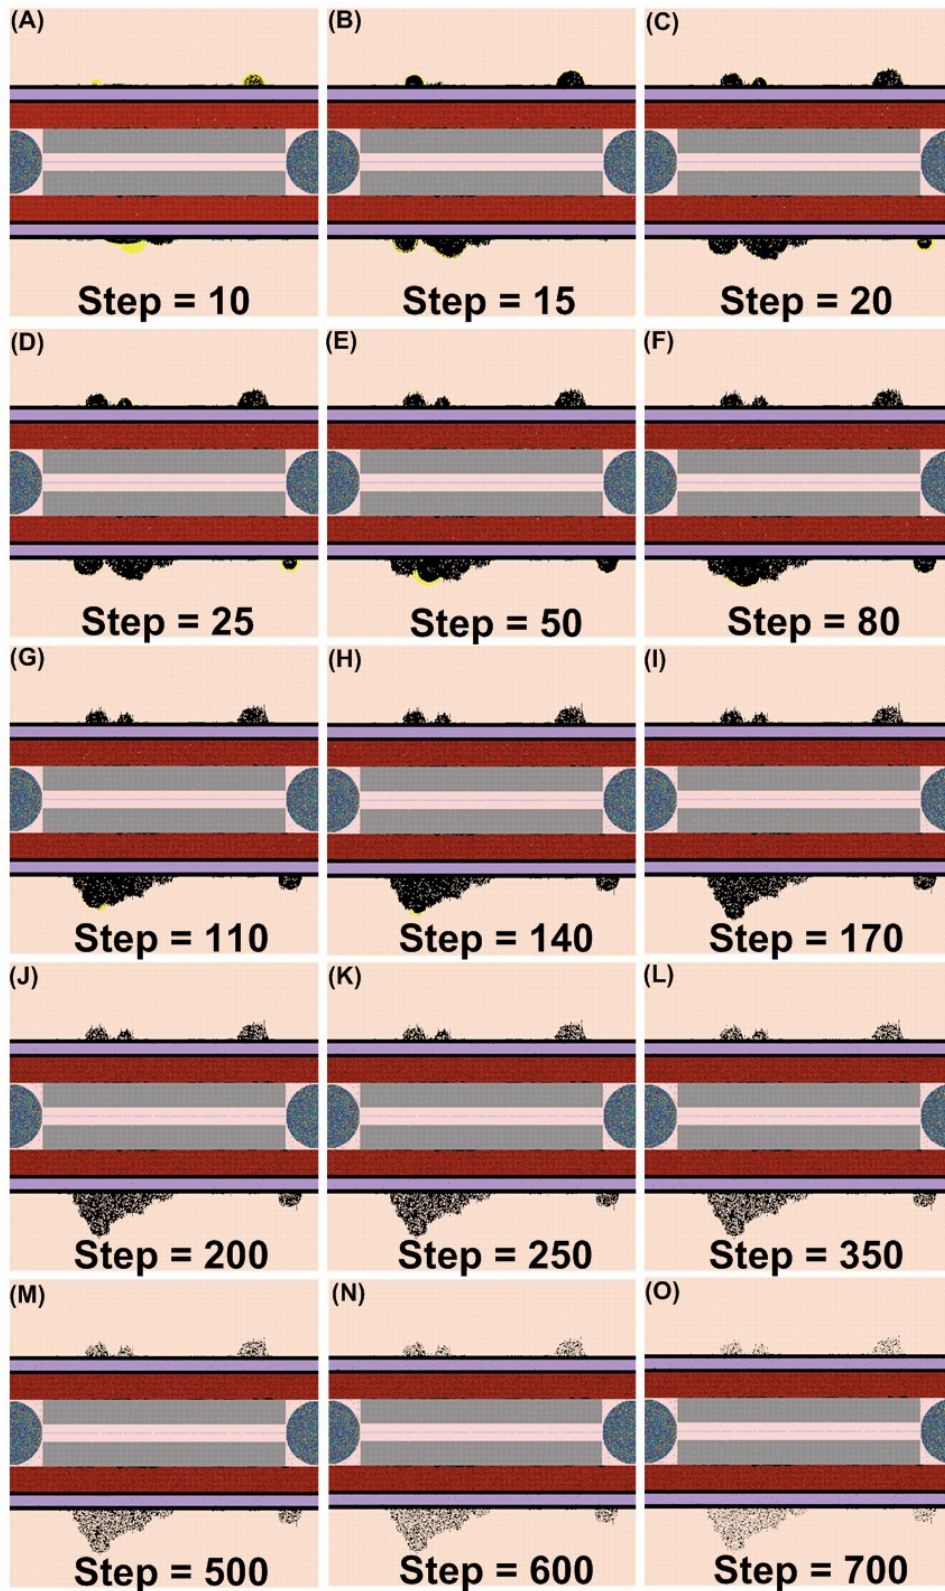 (A)
(B)
(C)
Step = 10
Step = 15
Step = 20
(D)
(E)
(F)
Step = 25
Step = 50
Step = 80
(G)
(H)
(I)
Step = 110
Step = 140
Step = 170
(J)
(K)
(L)
Step = 200
Step = 250
Step = 350
(M)
(N)
(O)
Step = 500
Step = 600
Step = 700